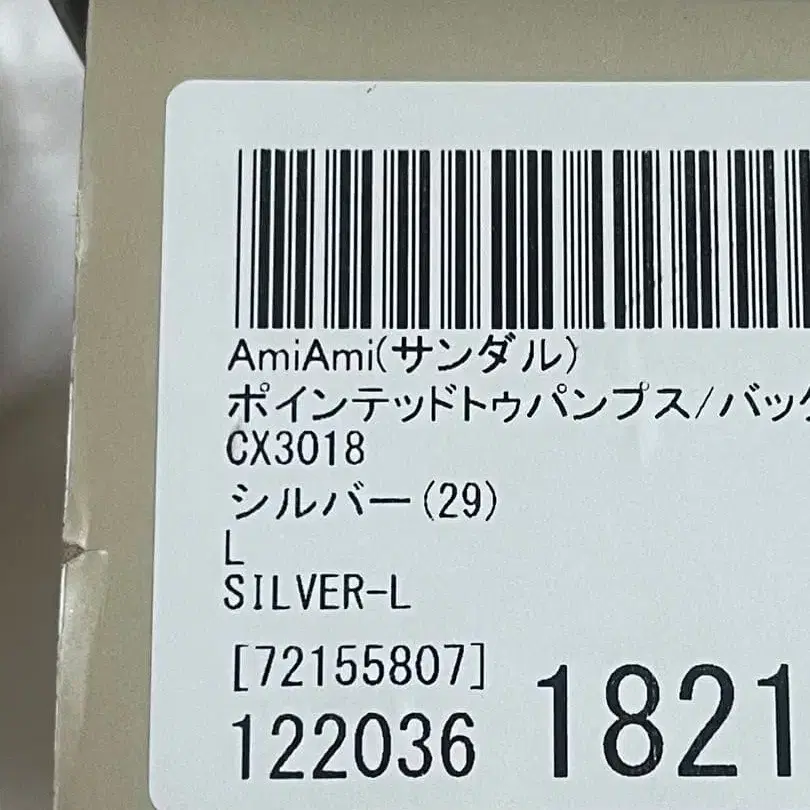 AmiAmi(サンダル)
ポインテッドトゥパンプス/バック
CX3018
シルバー(29)
L
SILVER-L
[72155807]
122036 1821